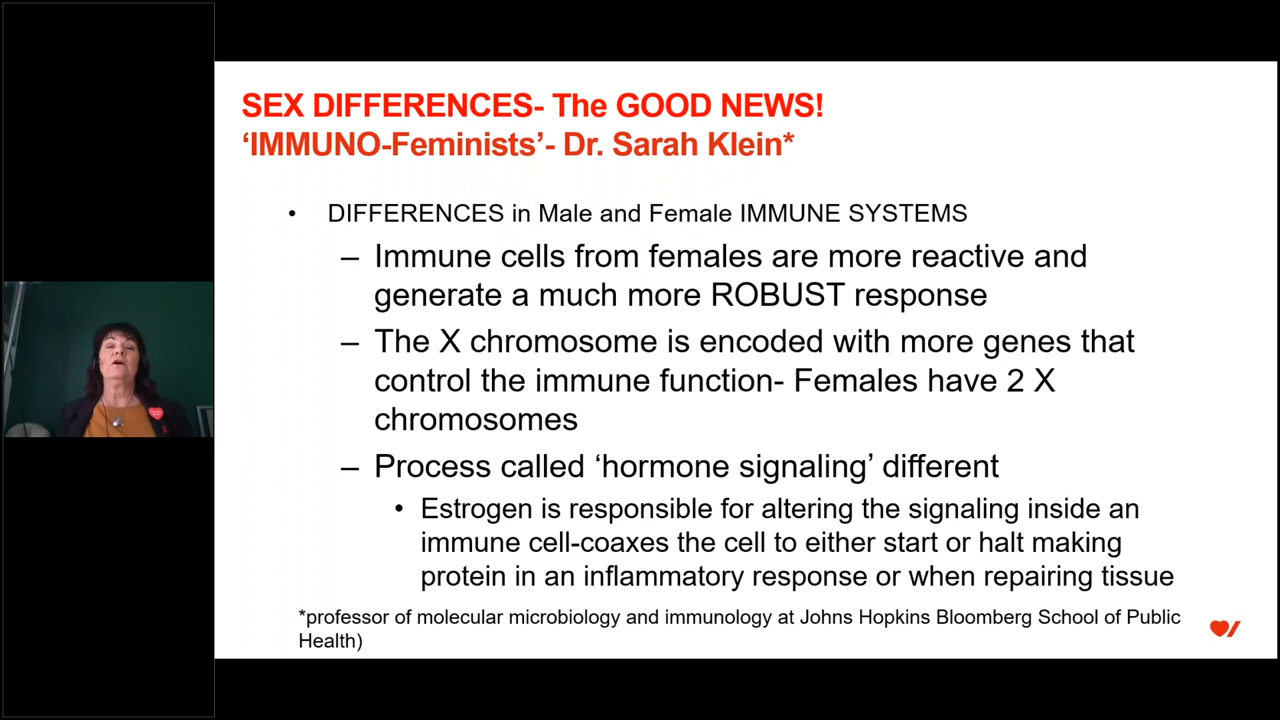 SEX DIFFERENCES- The GOOD NEWS!
‘IMMUNO-Feminists’- Dr. Sarah Klein*
• DIFFERENCES in Male and Female IMMUNE SYSTEMS
– Immune cells from females are more reactive and
generate a much more ROBUST response
– The X chromosome is encoded with more genes that
control the immune function- Females have 2 X
chromosomes
– Process called ‘hormone signaling’ different
• Estrogen is responsible for altering the signaling inside an
immune cell-coaxes the cell to either start or halt making
protein in an inflammatory response or when repairing tissue
*professor of molecular microbiology and immunology at Johns Hopkins Bloomberg School of Public
Health)